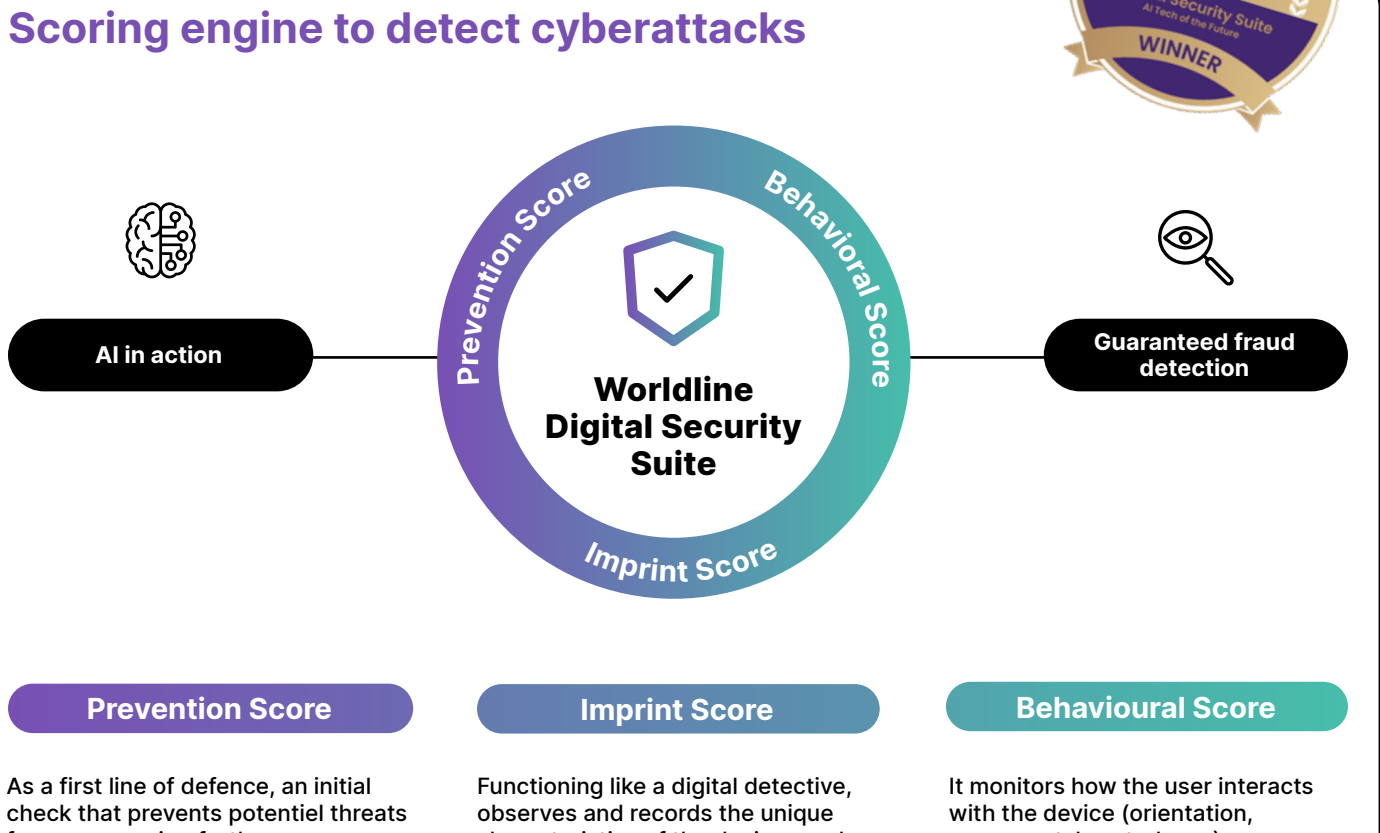 Scoring engine to detect cyberattacks
Security Suite
AI Tech of the Future
WINNER
Prevention Score
Behavioral Score
AI in action
Guaranteed fraud
detection
Worldline
Digital Security
Suite
Imprint Score
Prevention Score
Imprint Score
Behavioural Score
As a first line of defence, an initial
check that prevents potentiel threats
Functioning like a digital detective,
observes and records the unique
It monitors how the user interacts
with the device (orientation,